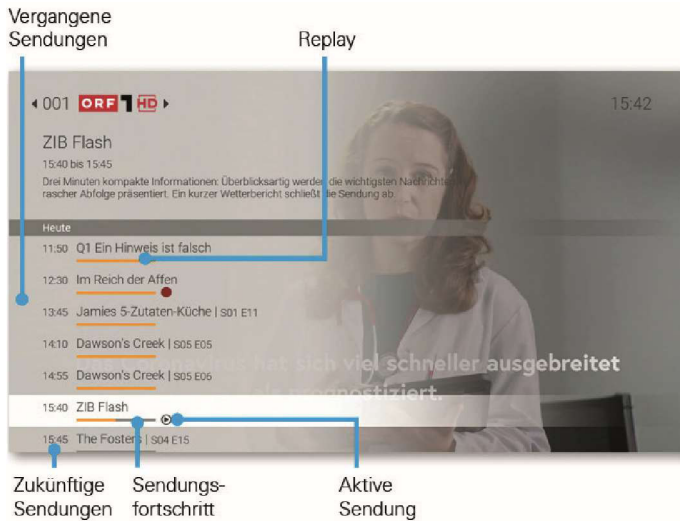 Vergangene
Sendungen
Replay
001 ORF 1 HD
15:42
ZIB Flash
15:40 bis 15:45
Drei Minuten kompakte Informationen: Überblicksartig werden die wichtigsten Nachrichten
rascher Abfolge präsentiert. Ein kurzer Wetterbericht schließt die Sendung ab.
Heute
11:50 Q1 Ein Hinweis ist falsch
12:30 Im Reich der Affen
13:45 Jamies 5-Zutaten-Küche | S01 E11
14:10 Dawson's Creek | S05 E05
hat sich viel schneller ausgebreitet
14:55 Dawson's Creek | S05 E06
prognostiziert.
15:40 ZIB Flash
15:45 The Fosters | S04 E15
Zukünftige
Sendungen
Sendungs-
fortschritt
Aktive
Sendung